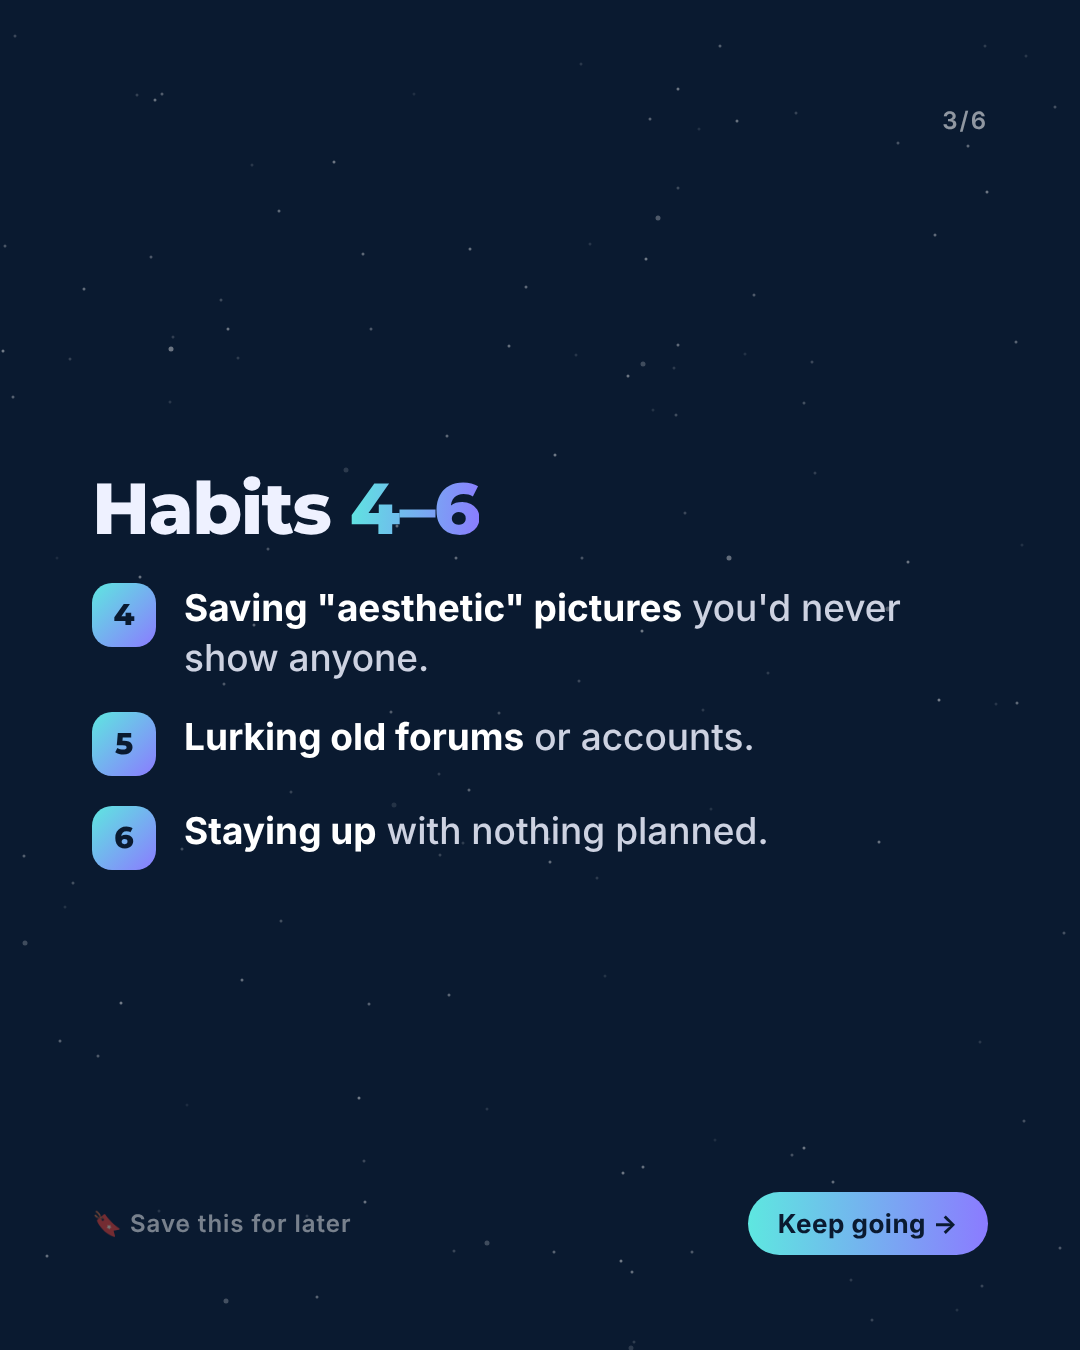 3/6
Habits 4–6
4 Saving "aesthetic" pictures you'd never
show anyone.
5 Lurking old forums or accounts.
6 Staying up with nothing planned.
🔖 Save this for later
Keep going →